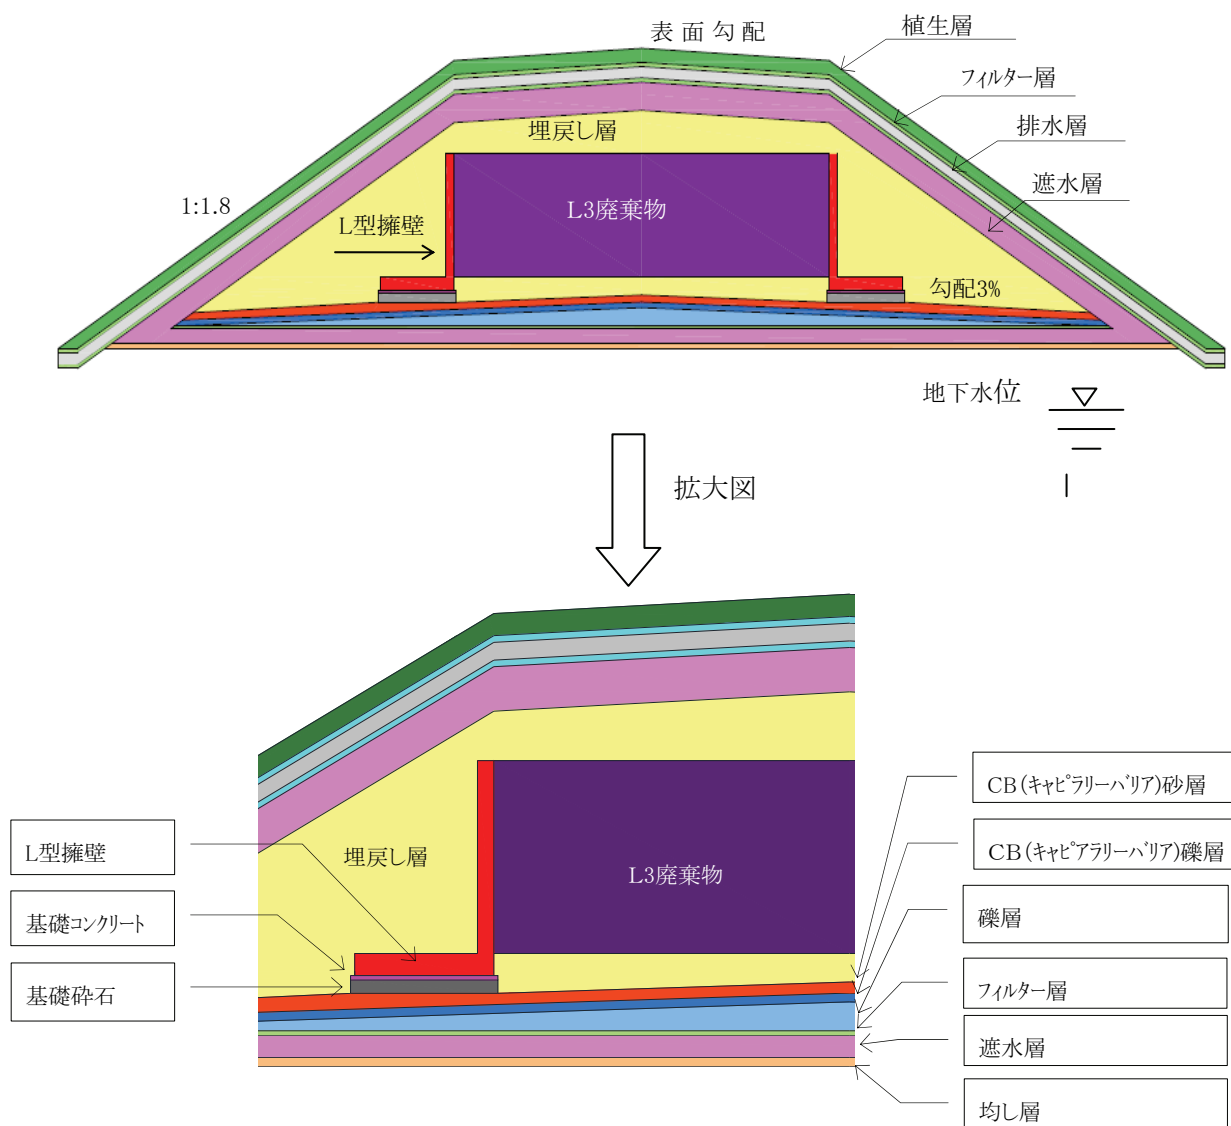 表面勾配
植生層
フィルター層
排水層
遮水層
埋戻し層
1:1.8
L型擁壁
L3廃棄物
勾配3%
地下水位
拡大図
CB(キャピラリーバリア)砂層
CB(キャピアラリーバリア)礫層
L型擁壁
埋戻し層
L3廃棄物
礫層
基礎コンクリート
フィルター層
基礎砕石
遮水層
均し層